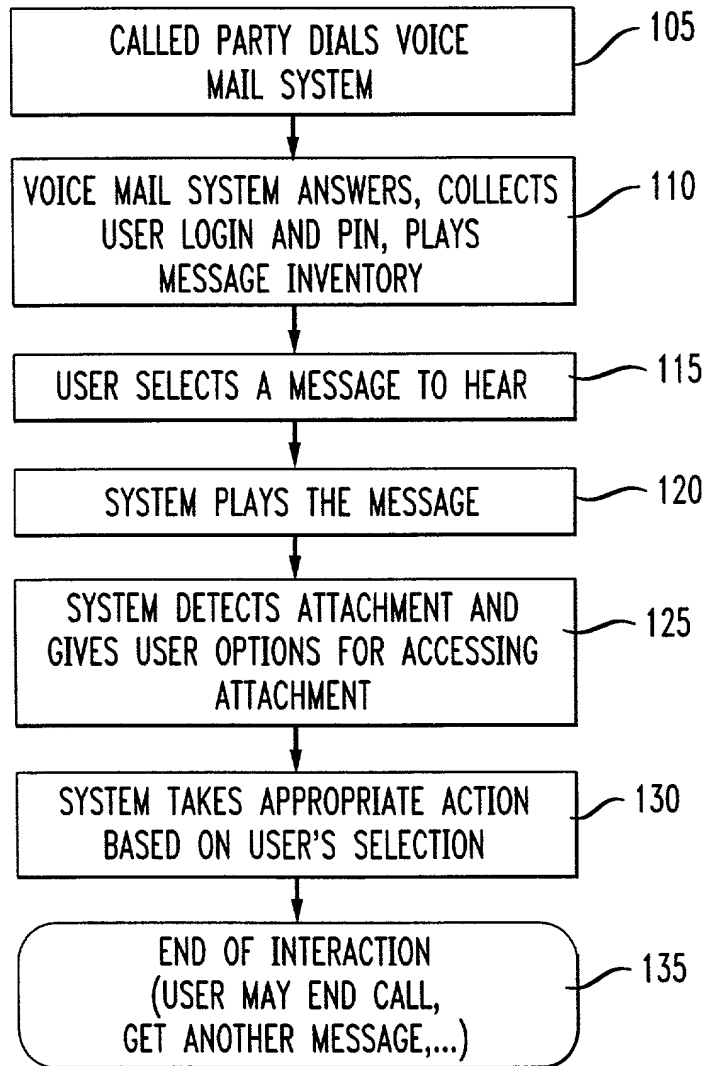 CALLED PARTY DIALS VOICE
MAIL SYSTEM
105
VOICE MAIL SYSTEM ANSWERS, COLLECTS
USER LOGIN AND PIN, PLAYS
MESSAGE INVENTORY
110
USER SELECTS A MESSAGE TO HEAR
115
SYSTEM PLAYS THE MESSAGE
120
SYSTEM DETECTS ATTACHMENT AND
GIVES USER OPTIONS FOR ACCESSING
ATTACHMENT
125
SYSTEM TAKES APPROPRIATE ACTION
BASED ON USER'S SELECTION
130
END OF INTERACTION
(USER MAY END CALL,
GET ANOTHER MESSAGE,...)
135